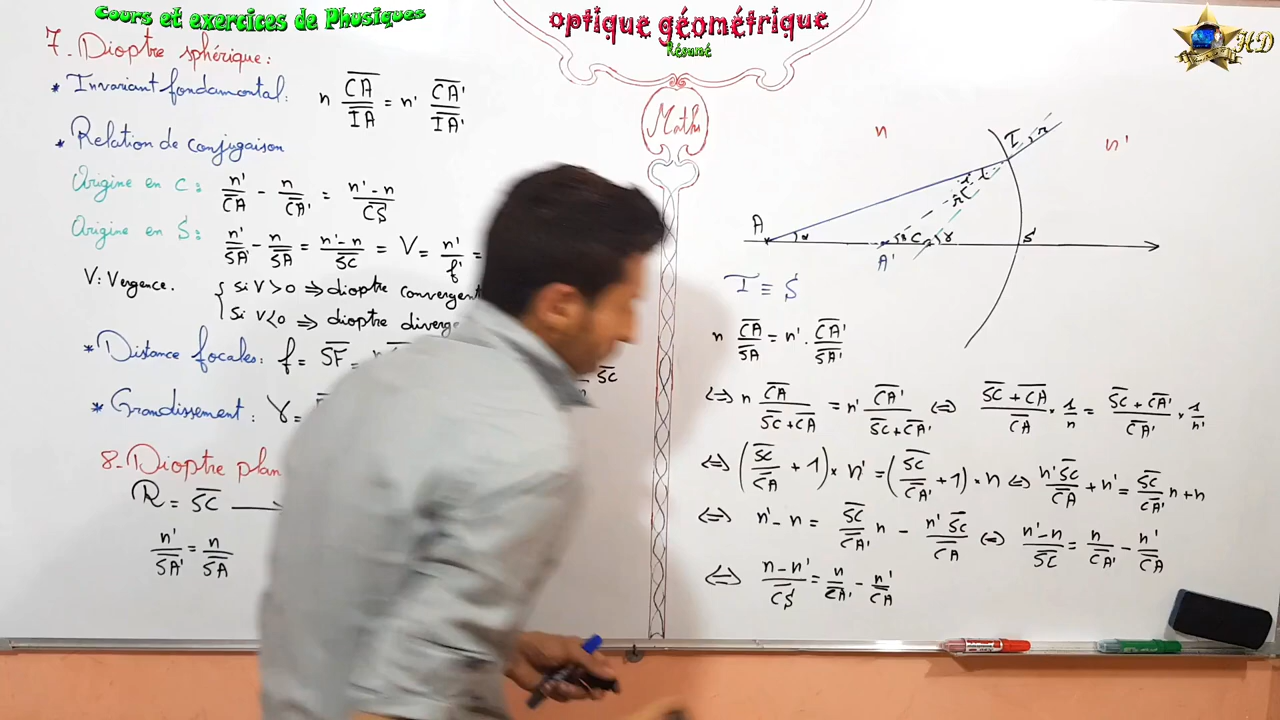 Cours et exercices de Physiques
optique géométrique
Résumé
HD
Maths
7. Dioptre sphérique:
* Invariant fondamental: n CA̅/IA̅ = n' CA'̅/IA'̅
* Relation de conjugaison
Origine en C: n'/CA̅ - n/CA'̅ = n'-n/CS̅
Origine en S: n'/SA'̅ - n/SA̅ = n'-n/SC̅ = V = n'/f' =
V: Vergence. { si V>0 ⇒ dioptre convergent
si V<0 ⇒ dioptre diverge
* Distance focales: f = SF̅ = SC̅
* Grandissement: γ =
8- Dioptre plan
R = SC̅ →
n'/SA'̅ = n/SA̅
n
n'
I
r
i
A
α
A'
C
γ
S
I ≡ S
n CA̅/SA̅ = n' . CA'̅/SA'̅
⇔ n CA̅/SC̅+CA̅ = n' CA'̅/SC̅+CA'̅ ⇔ SC̅+CA̅/CA̅ × 1/n = SC̅+CA'̅/CA'̅ × 1/n'
⇔ (SC̅/CA̅ + 1) × n' = (SC̅/CA'̅ + 1) × n ⇔ n'SC̅/CA̅ + n' = SC̅/CA'̅ n + n
⇔ n' - n = SC̅/CA'̅ n - n'SC̅/CA̅ ⇔ n'-n/SC̅ = n/CA'̅ - n'/CA̅
⇔ n-n'/CS̅ = n/CA'̅ - n'/CA̅